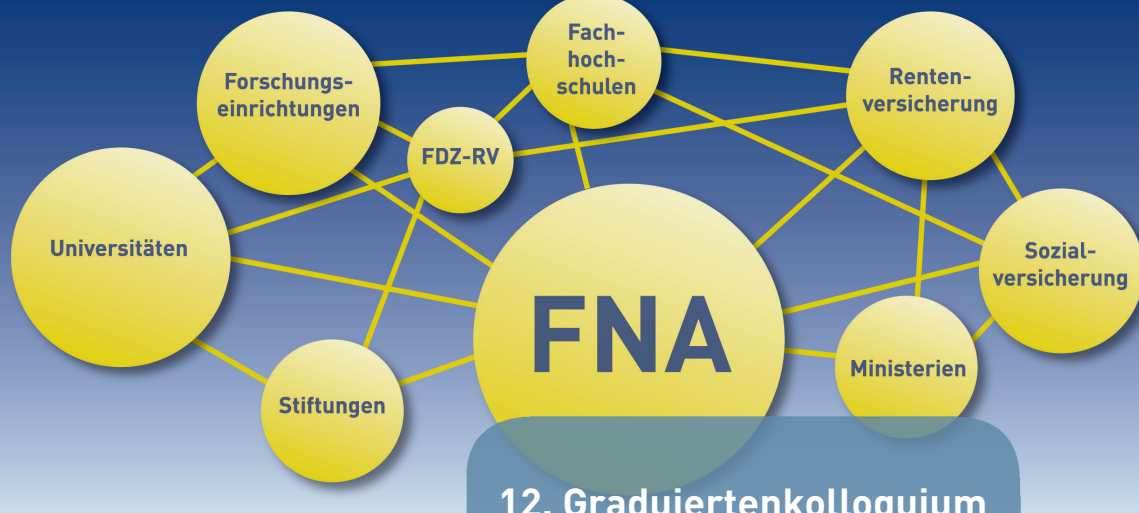 Fach-
hoch-
schulen
Forschungs-
einrichtungen
Renten-
versicherung
FDZ-RV
Universitäten
Sozial-
versicherung
FNA
Ministerien
Stiftungen
12. Graduiertenkolloquium